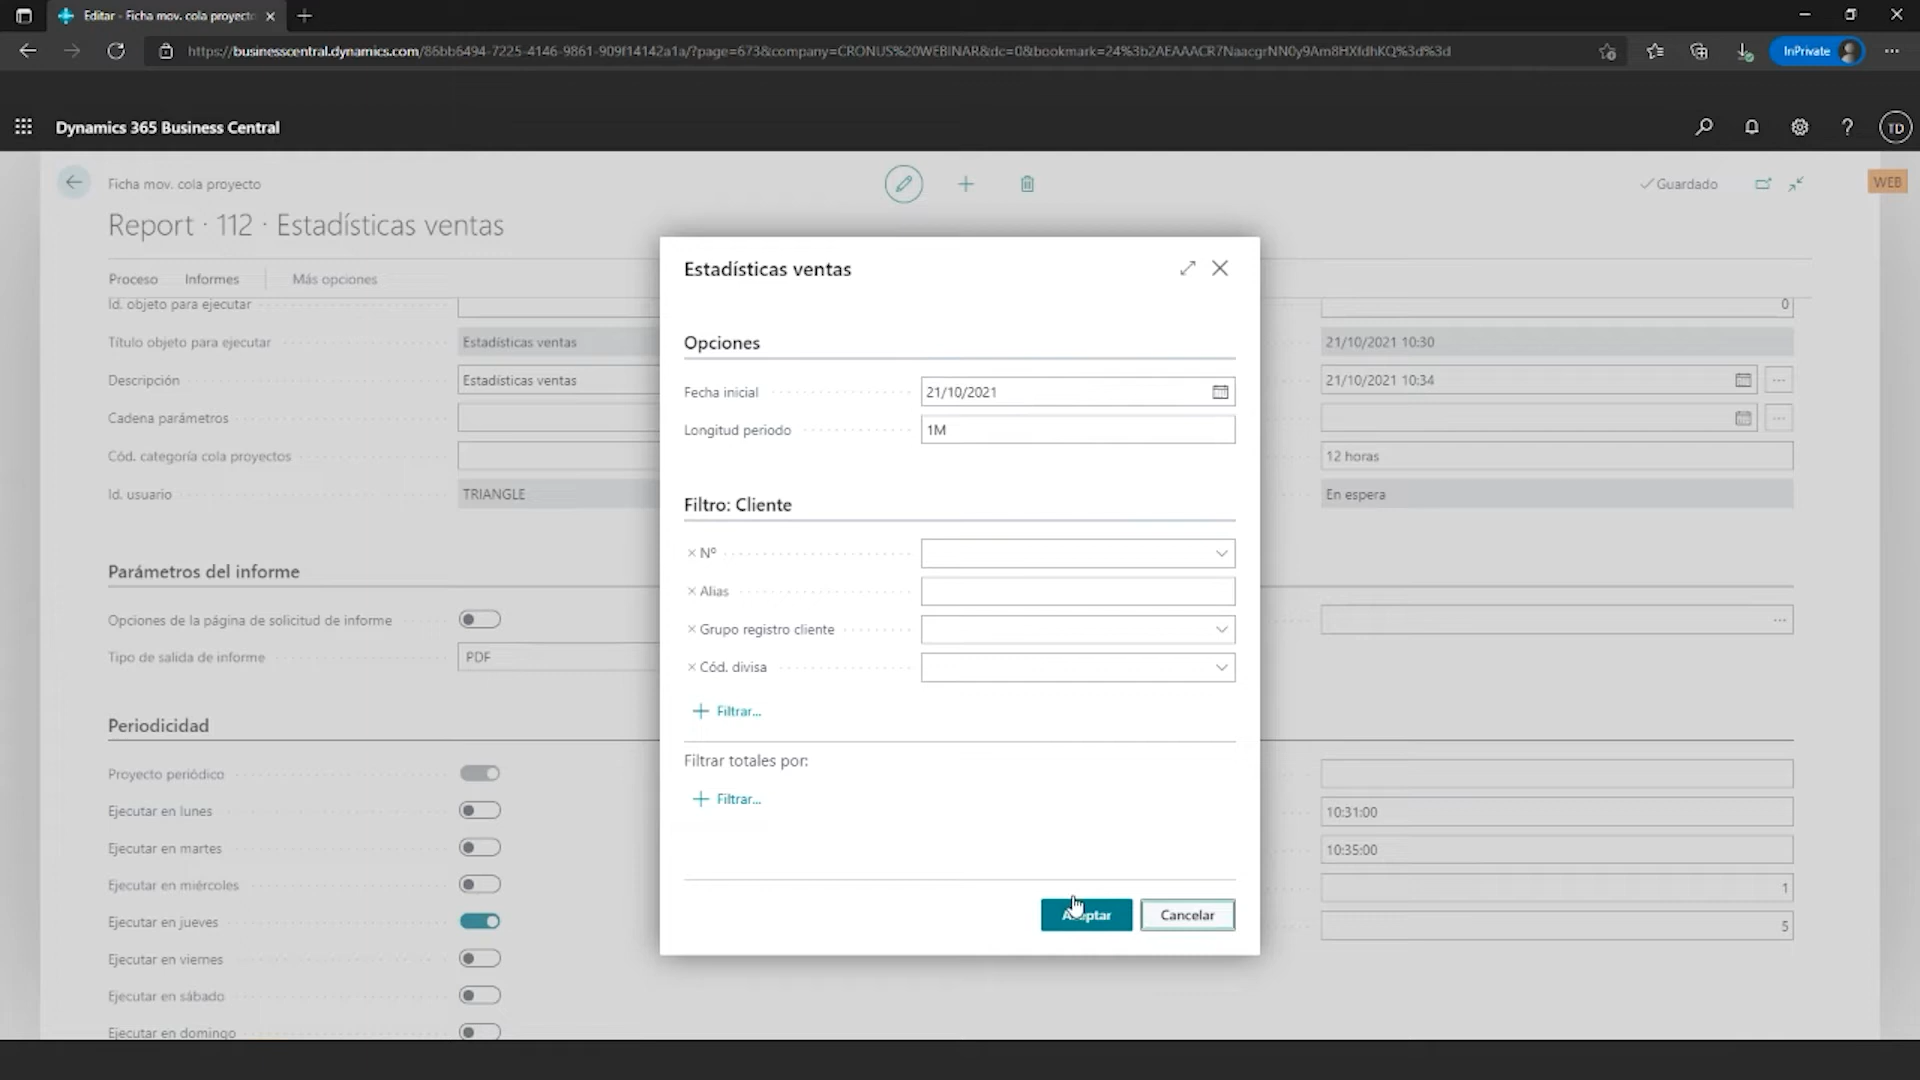 Editar - Ficha mov. cola proyecto
https://businesscentral.dynamics.com/86bb6494-7225-4146-9861-909f14142a1a/?page=673&company=CRONUS%20WEBINAR&dc=0&bookmark=24%3b2AEAAACR7NaacgrNN0y9Am8HXfdhKQ%3d%3d
InPrivate
Dynamics 365 Business Central
TD
Ficha mov. cola proyecto
Guardado
WEB
Report · 112 · Estadísticas ventas
Proceso
Informes
Más opciones
Id. objeto para ejecutar
0
Título objeto para ejecutar
Estadísticas ventas
21/10/2021 10:30
Descripción
Estadísticas ventas
21/10/2021 10:34
Cadena parámetros
Cód. categoría cola proyectos
12 horas
Id. usuario
TRIANGLE
En espera
Parámetros del informe
Opciones de la página de solicitud de informe
Tipo de salida de informe
PDF
Periodicidad
Proyecto periódico
Ejecutar en lunes
10:31:00
Ejecutar en martes
10:35:00
Ejecutar en miércoles
1
Ejecutar en jueves
5
Ejecutar en viernes
Ejecutar en sábado
Ejecutar en domingo
Estadísticas ventas
Opciones
Fecha inicial
21/10/2021
Longitud periodo
1M
Filtro: Cliente
Nº
Alias
Grupo registro cliente
Cód. divisa
Filtrar...
Filtrar totales por:
Filtrar...
Aceptar
Cancelar